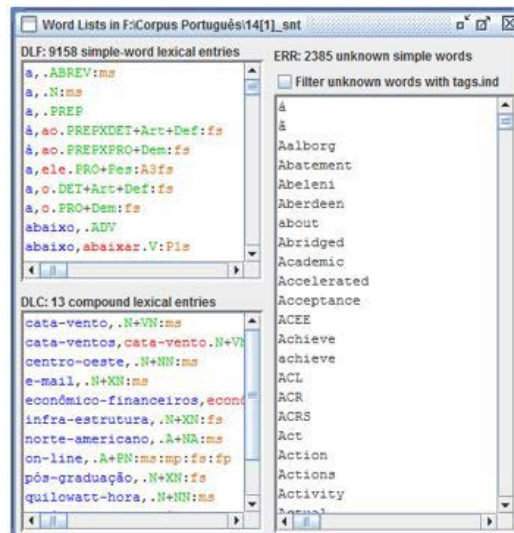 Word Lists in F:\Corpus Português\14[1]_snt
DLF: 9158 simple-word lexical entries
a,.ABREV:ms
a,.N:ms
a,.PREP
à,ao.PREPXDET+Art+Def:fs
à,ao.PREPXPRO+Dem:fs
a,ele.PRO+Pes:A3fs
a,o.DET+Art+Def:fs
a,o.PRO+Dem:fs
abaixo,.ADV
abaixo,abaixar.V:P1s
DLC: 13 compound lexical entries
cata-vento,.N+VN:ms
cata-ventos,cata-vento.N+VN
centro-oeste,.N+NN:ms
e-mail,.N+XN:ms
econômico-financeiros,econô
infra-estrutura,.N+XN:fs
norte-americano,.A+NA:ms
on-line,.A+PN:ms:mp:fs:fp
pós-graduação,.N+XN:fs
quilowatt-hora,.N+NN:ms
ERR: 2385 unknown simple words
Filter unknown words with tags.ind
Aalborg
Abatement
Abeleni
Aberdeen
about
Abridged
Academic
Accelerated
Acceptance
ACEE
Achieve
achieve
ACL
ACR
ACRS
Act
Action
Actions
Activity
Actual